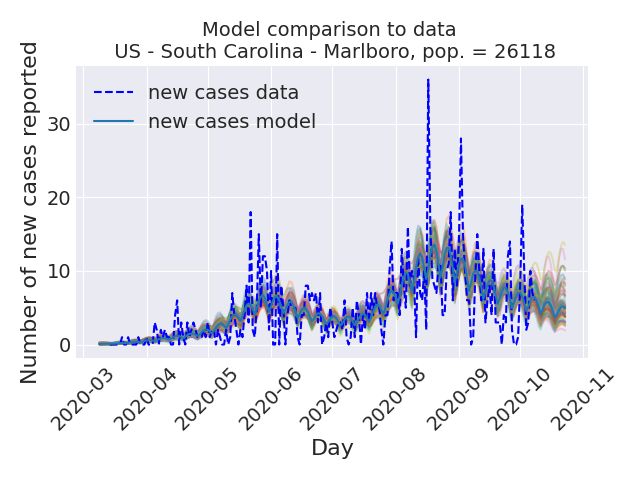 Model comparison to data
US - South Carolina - Marlboro, pop. = 26118
Number of new cases reported
new cases data
new cases model
30
20
10
0
2020-03
2020-04
2020-05
2020-06
2020-07
2020-08
2020-09
2020-10
2020-11
Day